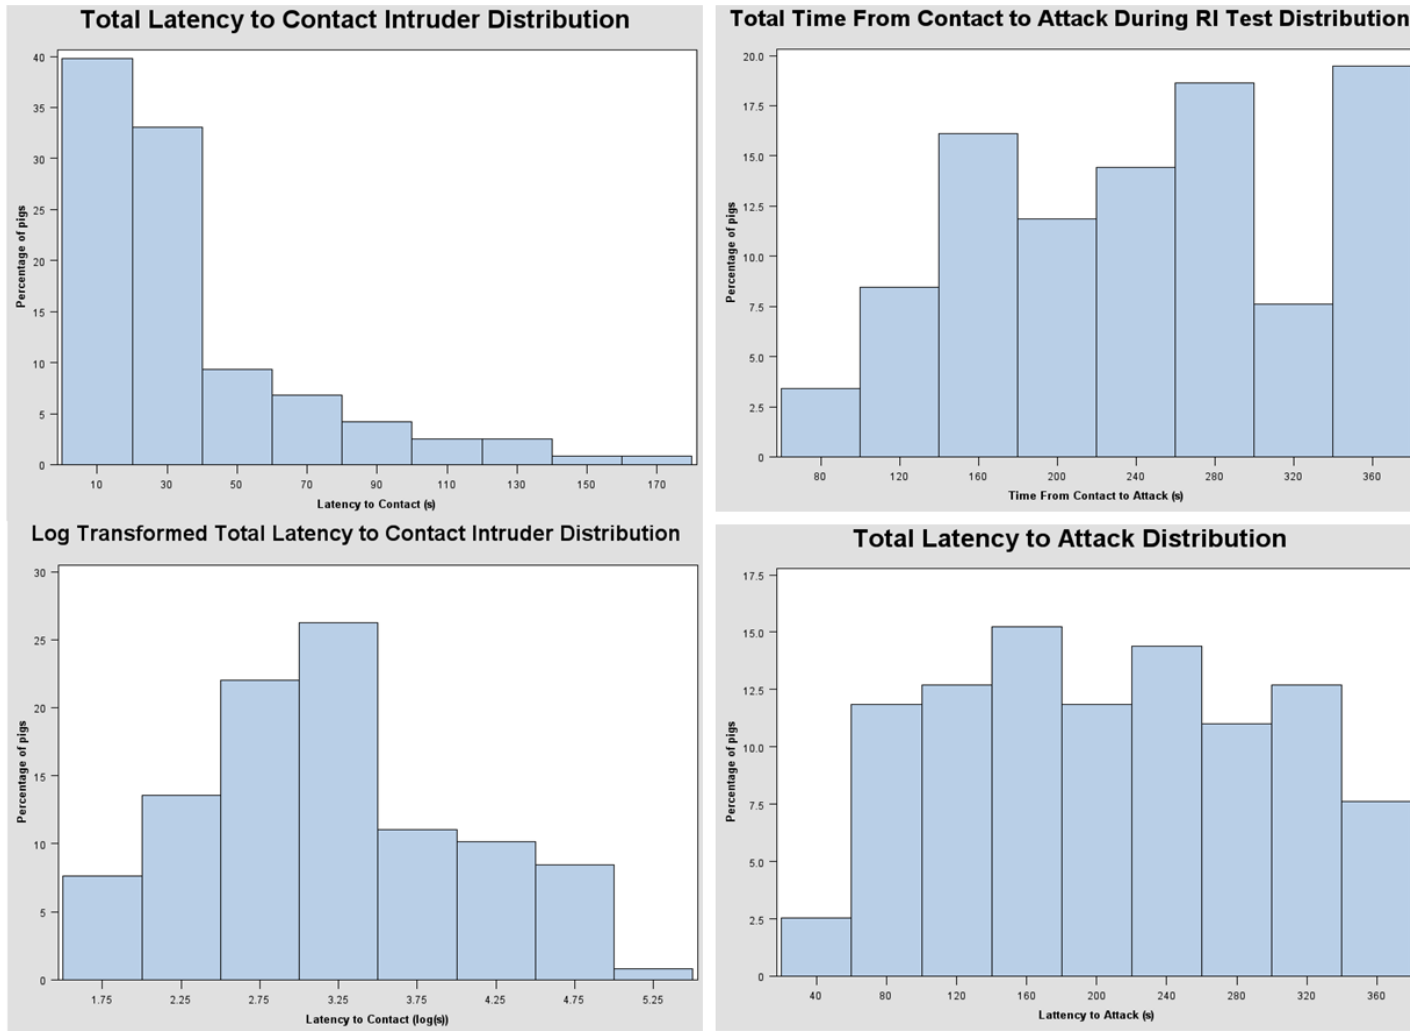 Total Latency to Contact Intruder Distribution
40
35
30
25
20
15
10
5
0
Percentage of pigs
10 30 50 70 90 110 130 150 170
Latency to Contact (s)
Total Time From Contact to Attack During RI Test Distribution
20.0
17.5
15.0
12.5
10.0
7.5
5.0
2.5
0
Percentage of pigs
80 120 160 200 240 280 320 360
Time From Contact to Attack (s)
Log Transformed Total Latency to Contact Intruder Distribution
30
25
20
15
10
5
0
Percentage of pigs
1.75 2.25 2.75 3.25 3.75 4.25 4.75 5.25
Latency to Contact (log(s))
Total Latency to Attack Distribution
17.5
15.0
12.5
10.0
7.5
5.0
2.5
0
Percentage of pigs
40 80 120 160 200 240 280 320 360
Lattency to Attack (s)